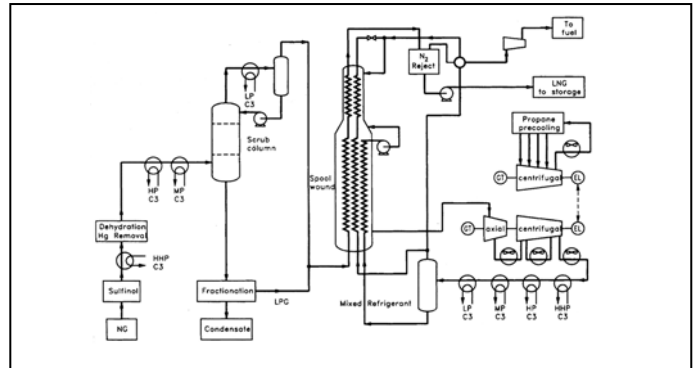 To
fuel
N2
Reject
LNG
to storage
LP
C3
Scrub
column
Propane
precooling
HP
C3
MP
C3
Spool
wound
GT
centrifugal
EL
Dehydration
Hg Removal
GT
axial
centrifugal
EL
HHP
C3
Sulfinol
Fractionation
LPG
Mixed Refrigerant
LP
C3
MP
C3
HP
C3
HHP
C3
NG
Condensate